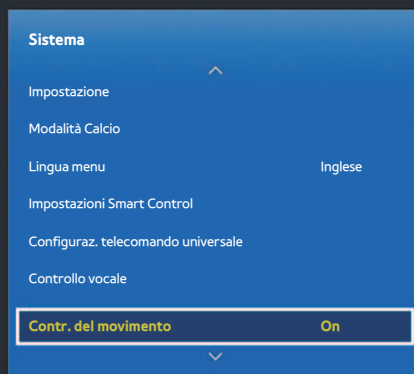 Sistema
Impostazione
Modalità Calcio
Lingua menu Inglese
Impostazioni Smart Control
Configuraz. telecomando universale
Controllo vocale
Contr. del movimento On